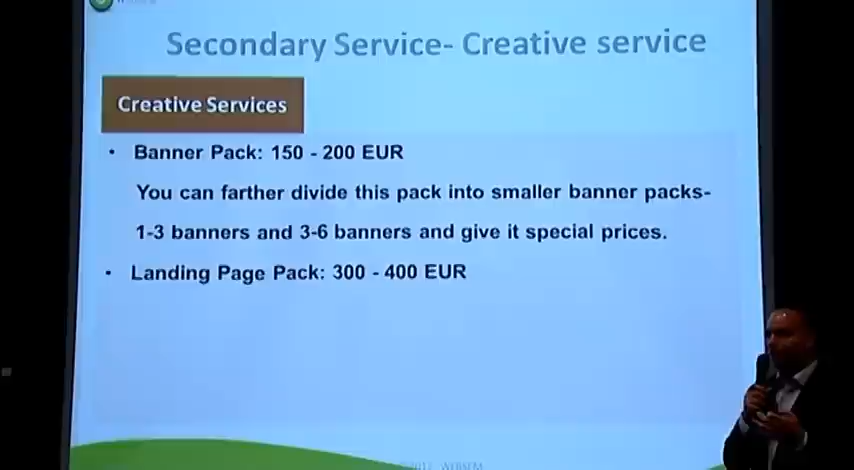 Secondary Service- Creative service
Creative Services
• Banner Pack: 150 - 200 EUR
You can farther divide this pack into smaller banner packs-
1-3 banners and 3-6 banners and give it special prices.
• Landing Page Pack: 300 - 400 EUR